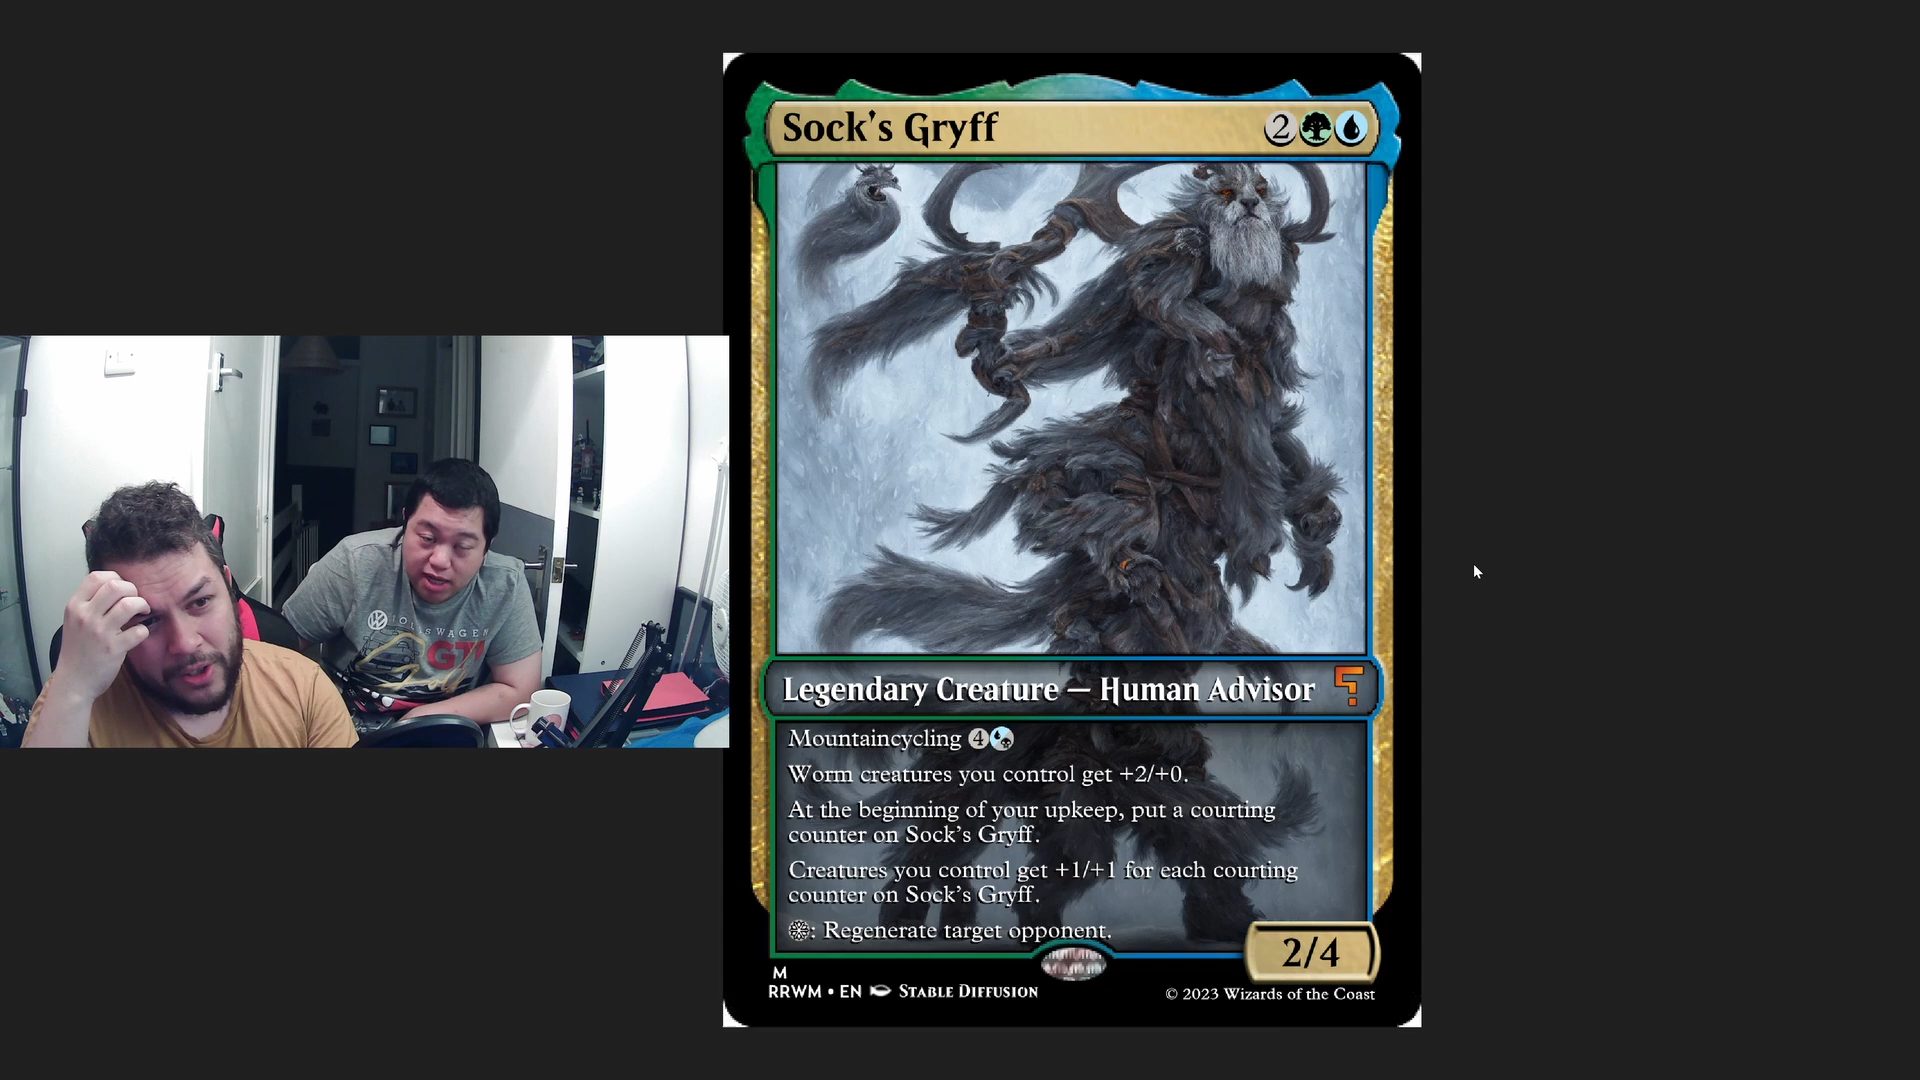 Sock's Gryff 2
VOLKSWAGEN
GTI
Legendary Creature — Human Advisor
Mountaincycling 4
Worm creatures you control get +2/+0.
At the beginning of your upkeep, put a courting
counter on Sock's Gryff.
Creatures you control get +1/+1 for each courting
counter on Sock's Gryff.
: Regenerate target opponent.
2/4
M
RRWM • EN STABLE DIFFUSION
© 2023 Wizards of the Coast